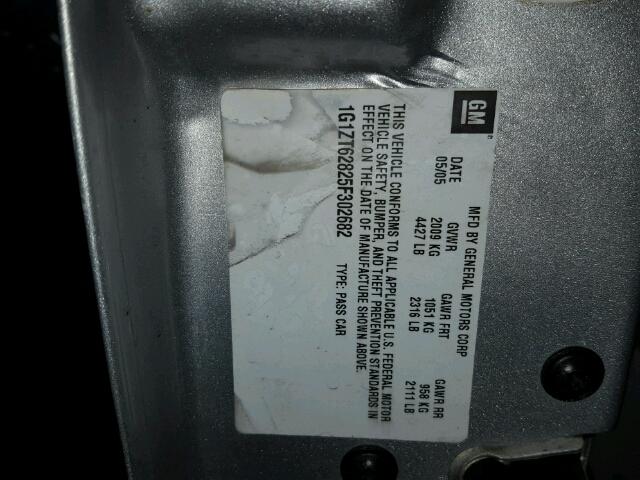 GM
MFD BY GENERAL MOTORS CORP
DATE GVWR GAWR FRT GAWR RR
05/05 2009 KG 1051 KG 958 KG
4427 LB 2316 LB 2111 LB
THIS VEHICLE CONFORMS TO ALL APPLICABLE U.S. FEDERAL MOTOR
VEHICLE SAFETY, BUMPER, AND THEFT PREVENTION STANDARDS IN
EFFECT ON THE DATE OF MANUFACTURE SHOWN ABOVE.
1G1ZT62825F302682 TYPE: PASS CAR